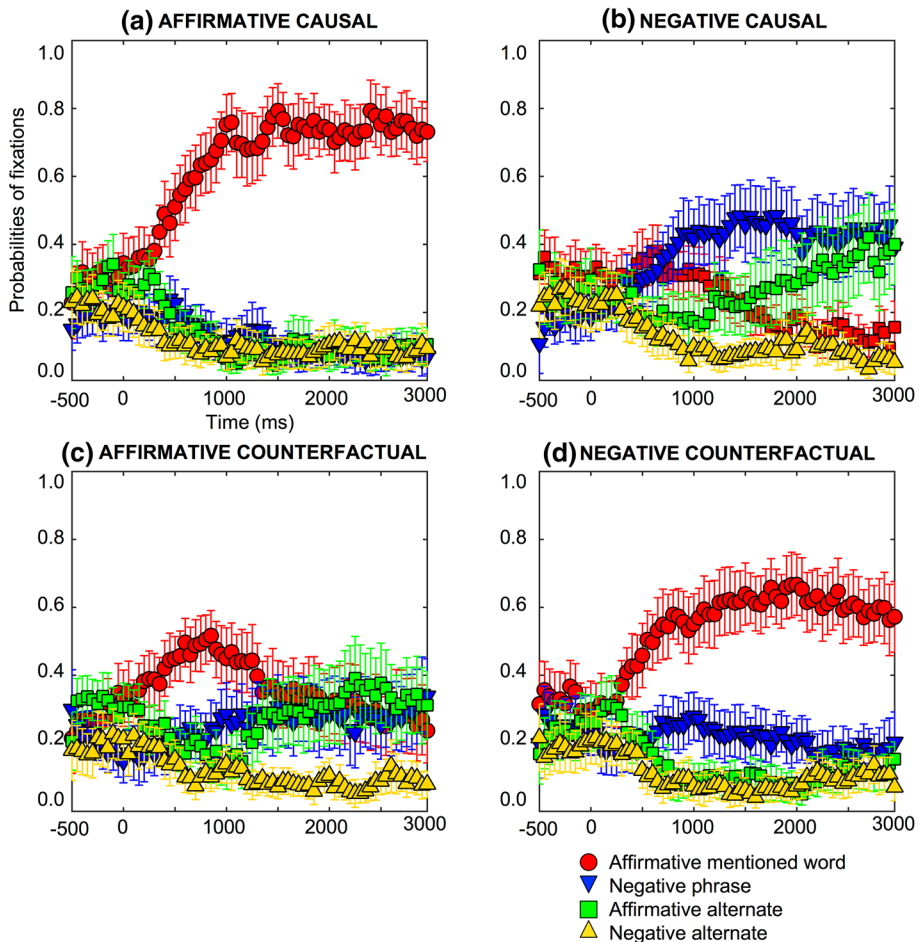 (a) AFFIRMATIVE CAUSAL
(b) NEGATIVE CAUSAL
Probabilities of fixations
1.0
0.8
0.6
0.4
0.2
0.0
-500 0 1000 2000 3000
Time (ms)
1.0
0.8
0.6
0.4
0.2
0.0
-500 0 1000 2000 3000
(c) AFFIRMATIVE COUNTERFACTUAL
(d) NEGATIVE COUNTERFACTUAL
1.0
0.8
0.6
0.4
0.2
0.0
-500 0 1000 2000 3000
1.0
0.8
0.6
0.4
0.2
0.0
-500 0 1000 2000 3000
Affirmative mentioned word
Negative phrase
Affirmative alternate
Negative alternate